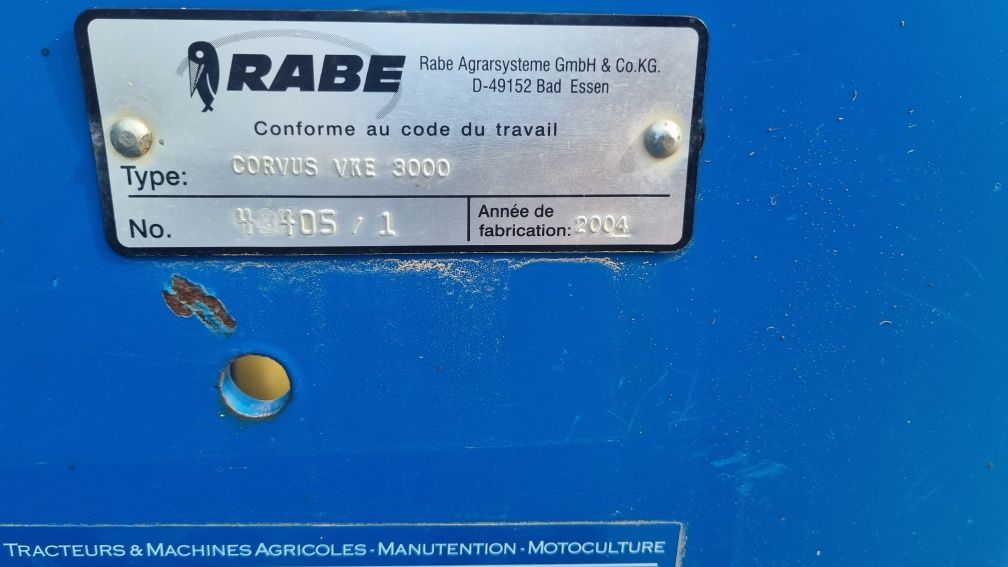 RABE
Rabe Agrarsysteme GmbH & Co.KG.
D-49152 Bad Essen
Conforme au code du travail
Type: CORVUS VKE 3000
No.
/ 1
Année de
fabrication: 2004
TRACTEURS & MACHINES AGRICOLES - MANUTENTION - MOTOCULTURE